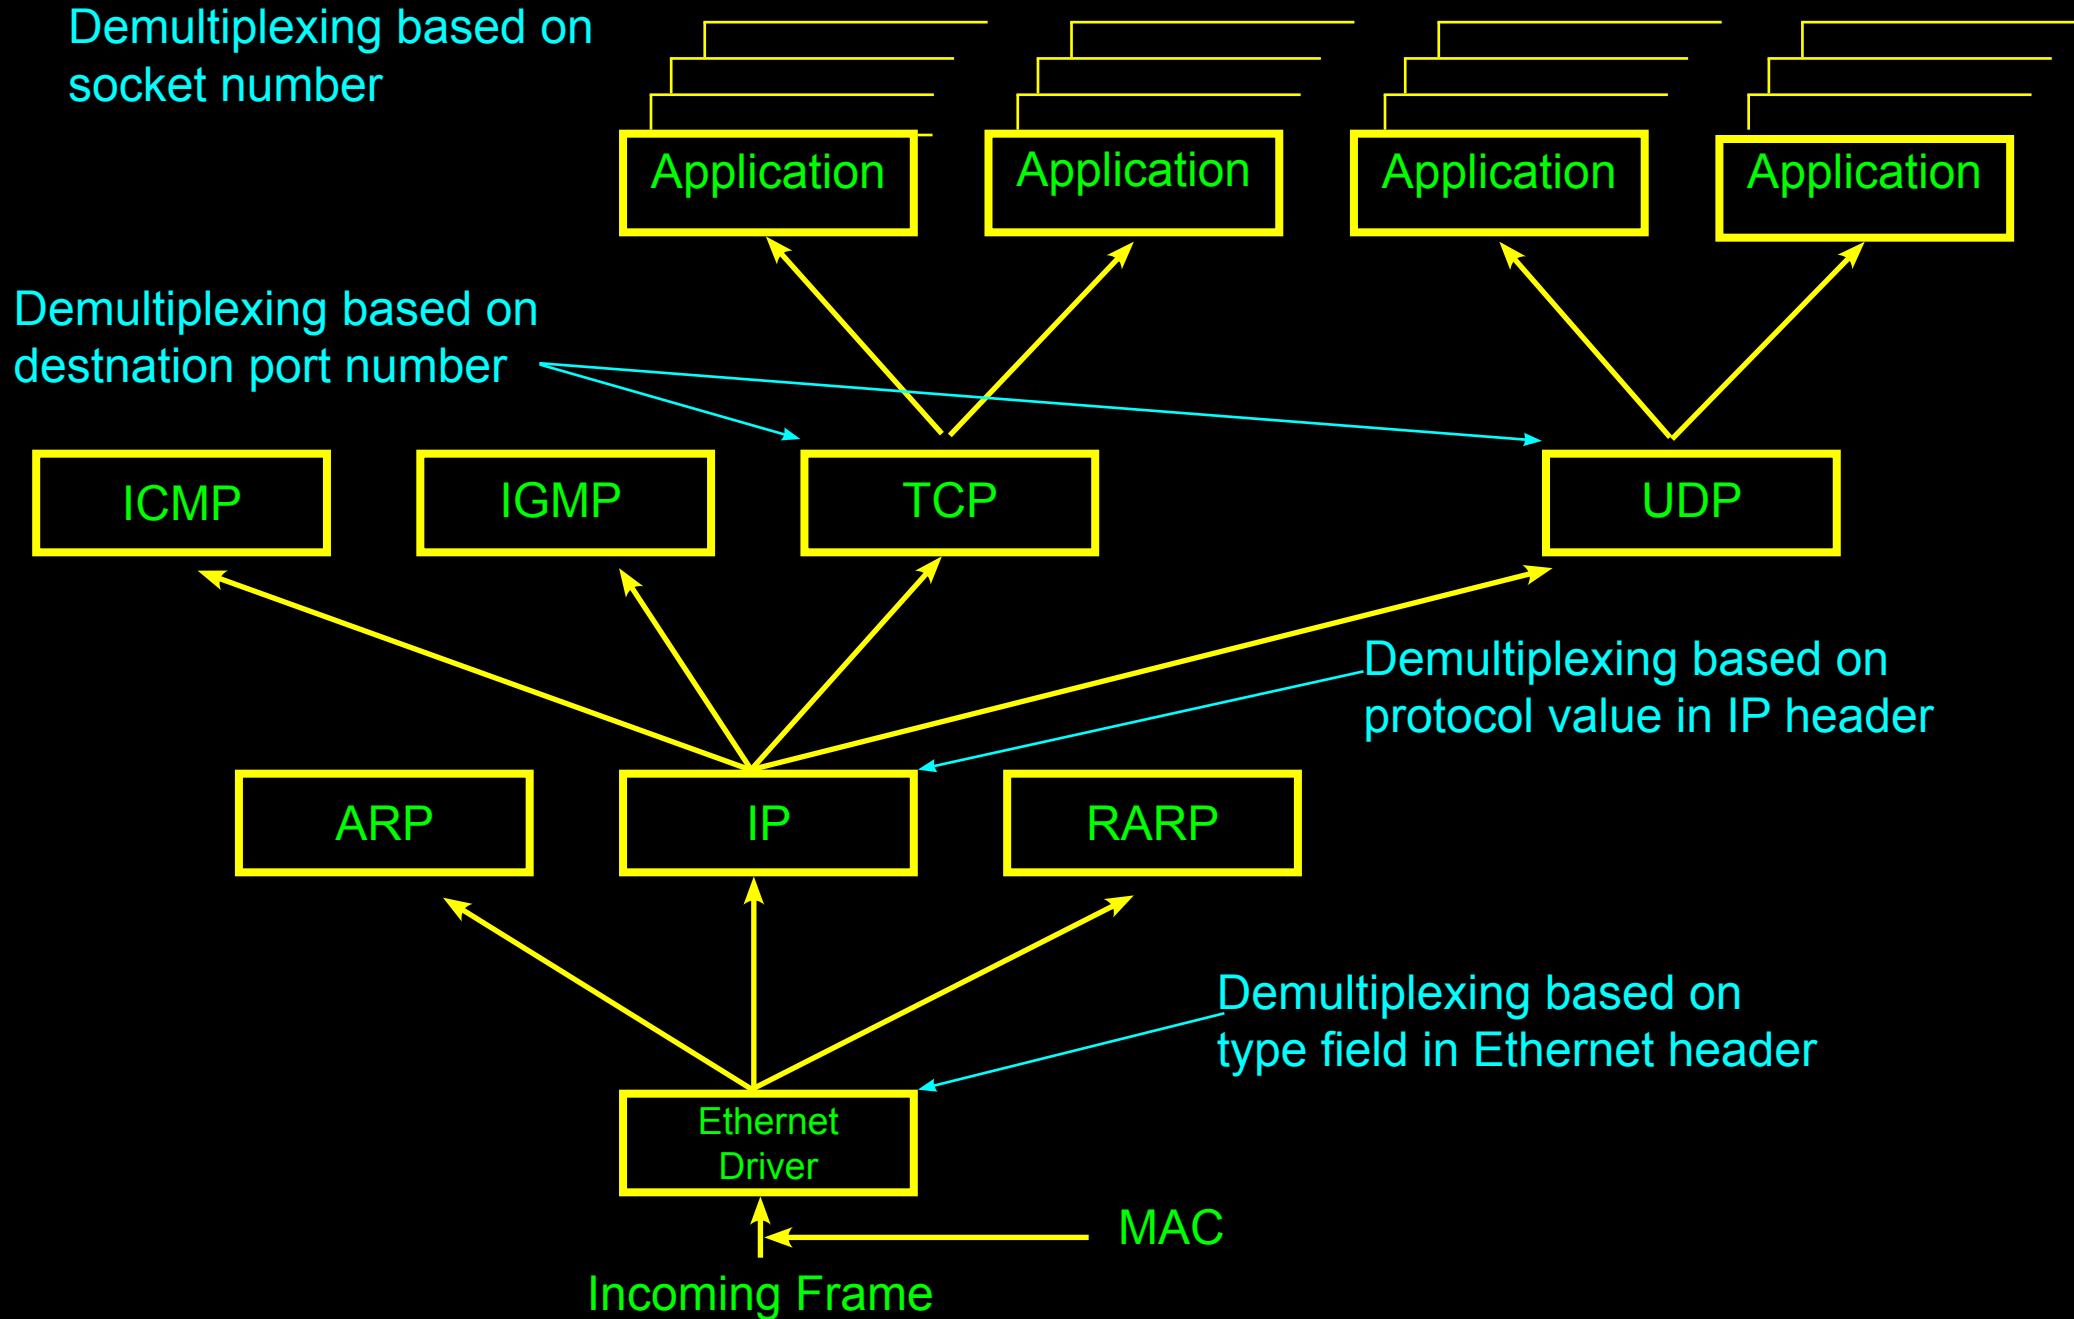 Demultiplexing based on
socket number
Application
Application
Application
Application
Demultiplexing based on
destnation port number
ICMP
IGMP
TCP
UDP
Demultiplexing based on
protocol value in IP header
ARP
IP
RARP
Demultiplexing based on
type field in Ethernet header
Ethernet
Driver
MAC
Incoming Frame